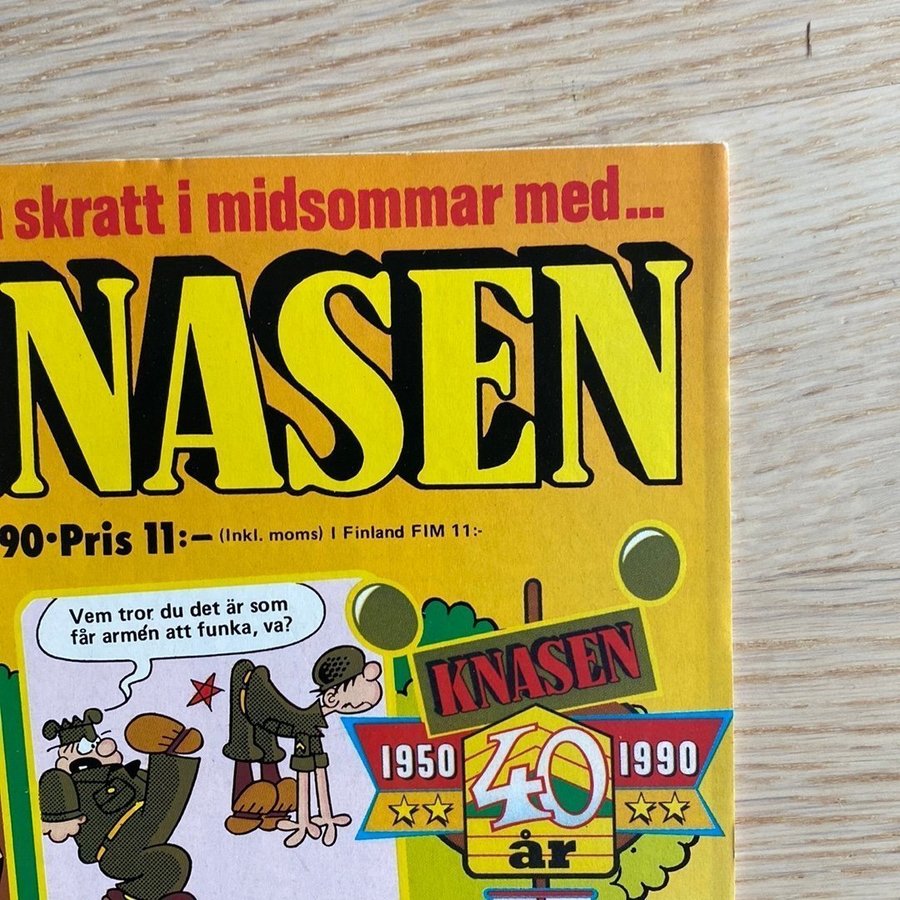 skratt i midsommar med...
NASEN
90•Pris 11:– (Inkl. moms) I Finland FIM 11:-
Vem tror du det är som
får armén att funka, va?
KNASEN
1950 40 1990
år